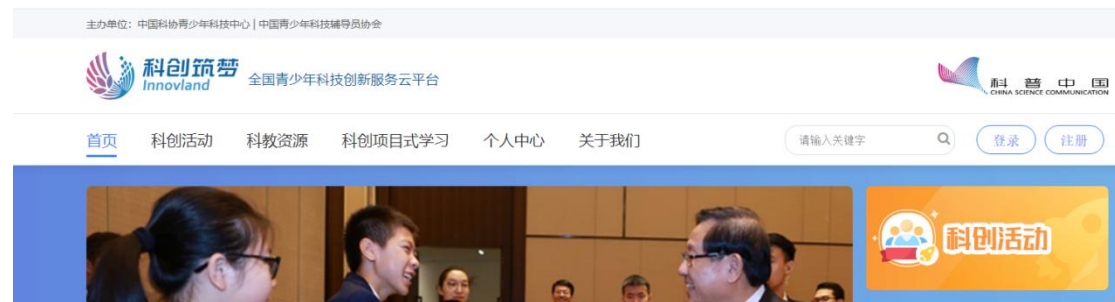 主办单位：中国科协青少年科技中心 | 中国青少年科技辅导员协会
科创筑梦
Innovland
全国青少年科技创新服务云平台
科普中国
CHINA SCIENCE COMMUNICATION
首页 科创活动 科教资源 科创项目式学习 个人中心 关于我们
请输入关键字 登录 注册
科创活动